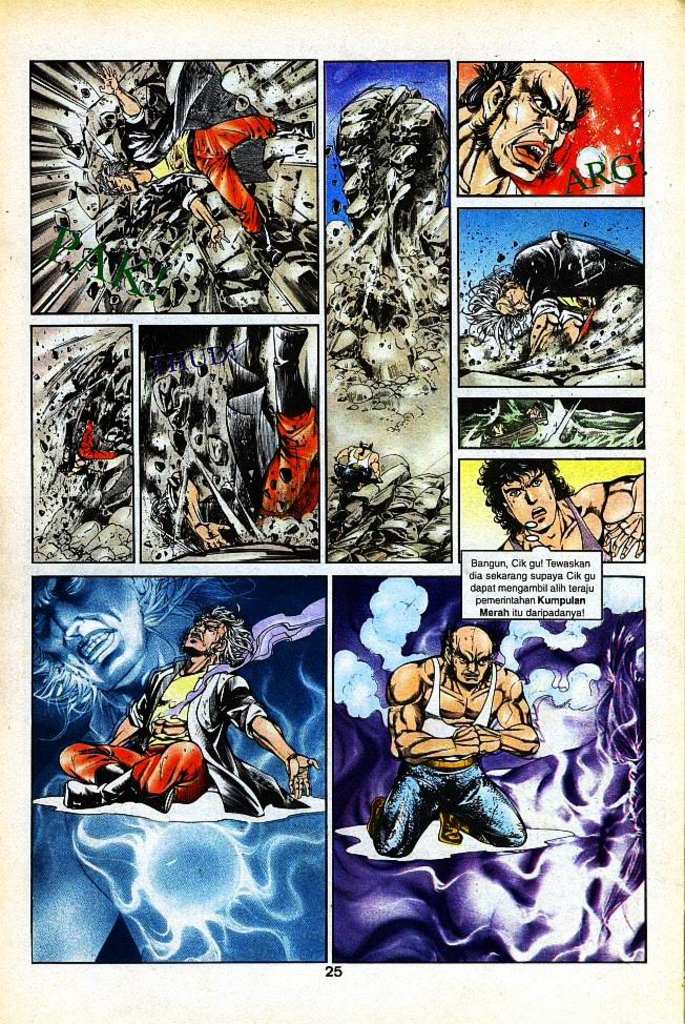 PAK!
ARG!
THUD!
Bangun, Cik gu! Tewaskan
dia sekarang supaya Cik gu
dapat mengambil alih teraju
pemerintahan Kumpulan
Merah itu daripadanya!
25